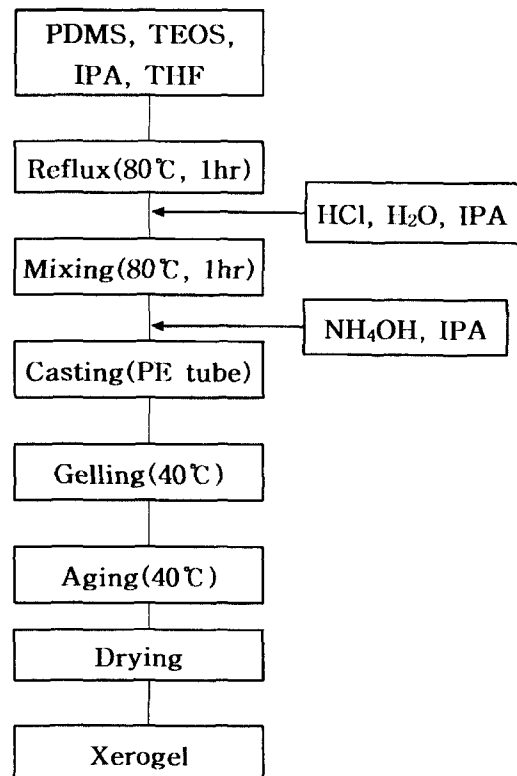 PDMS, TEOS,
IPA, THF
Reflux(80℃, 1hr)
HCl, H₂O, IPA
Mixing(80℃, 1hr)
NH₄OH, IPA
Casting(PE tube)
Gelling(40℃)
Aging(40℃)
Drying
Xerogel